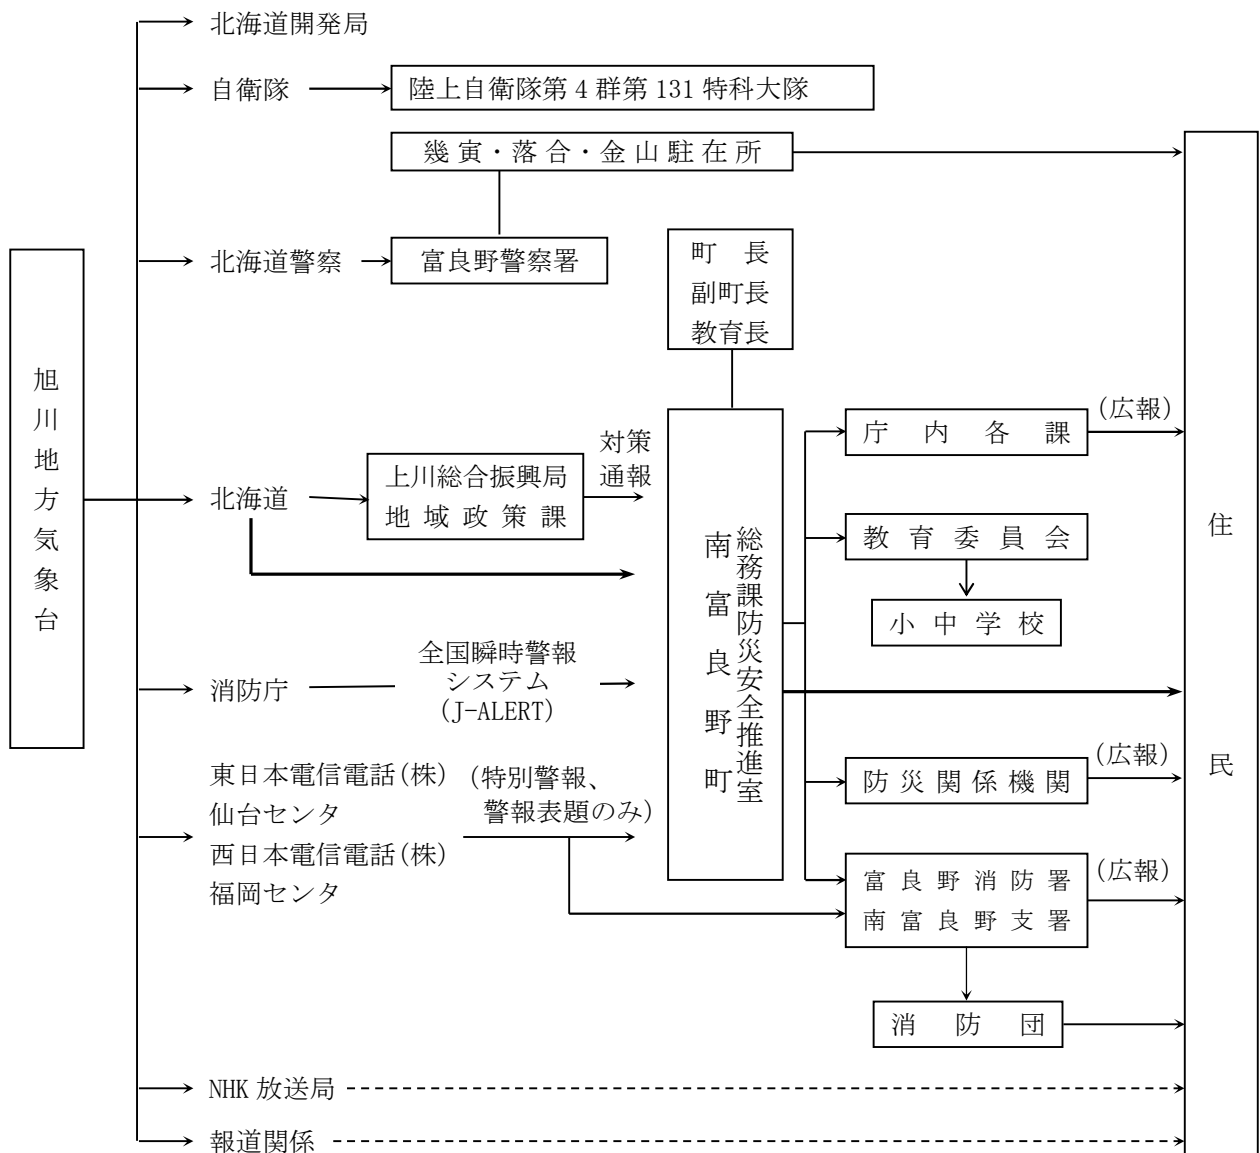 北海道開発局
自衛隊
陸上自衛隊第4群第131特科大隊
幾寅・落合・金山駐在所
北海道警察
富良野警察署
町　長
副町長
教育長
旭川地方気象台
北海道
上川総合振興局
地域政策課
対策
通報
総務課防災安全推進室
南富良野町
庁内各課
(広報)
教育委員会
小中学校
住民
消防庁
全国瞬時警報
システム
(J-ALERT)
防災関係機関
(広報)
東日本電信電話(株)
仙台センタ
西日本電信電話(株)
福岡センタ
(特別警報、
警報表題のみ)
富良野消防署
南富良野支署
(広報)
消防団
NHK 放送局
報道関係